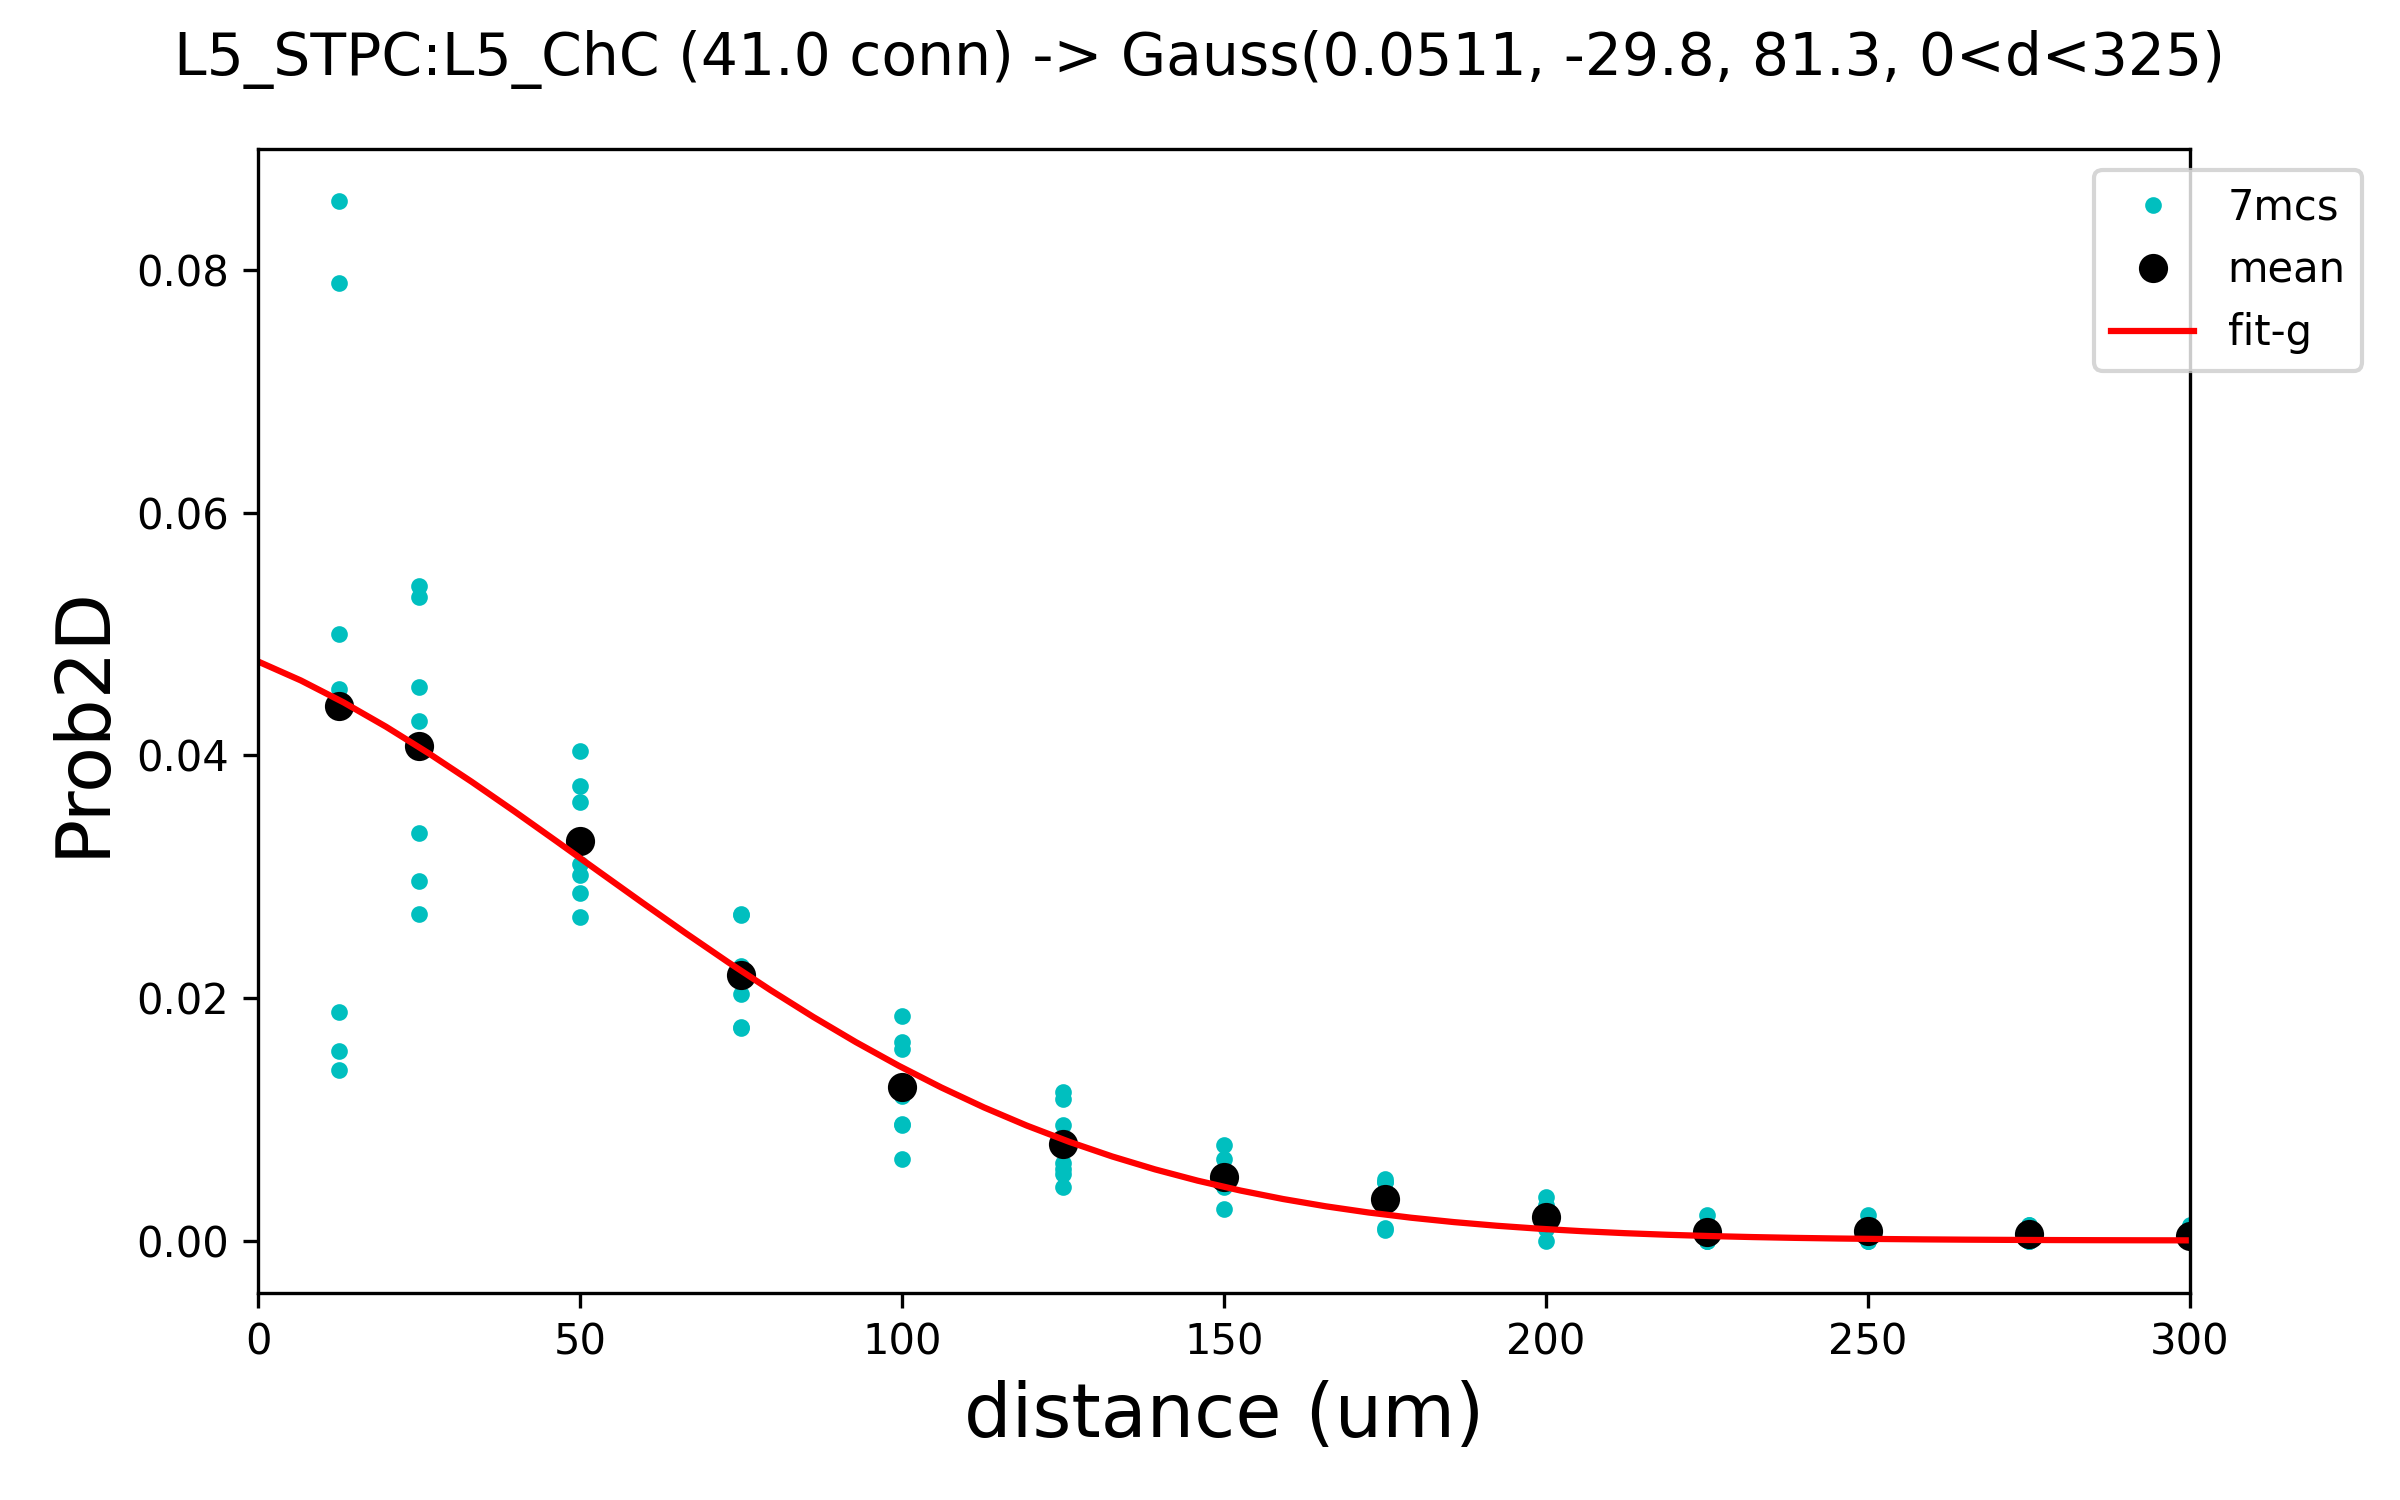 L5_STPC:L5_ChC (41.0 conn) -> Gauss(0.0511, -29.8, 81.3, 0<d<325)
7mcs
mean
fit-g
Prob2D
0.08
0.06
0.04
0.02
0.00
0 50 100 150 200 250 300
distance (um)